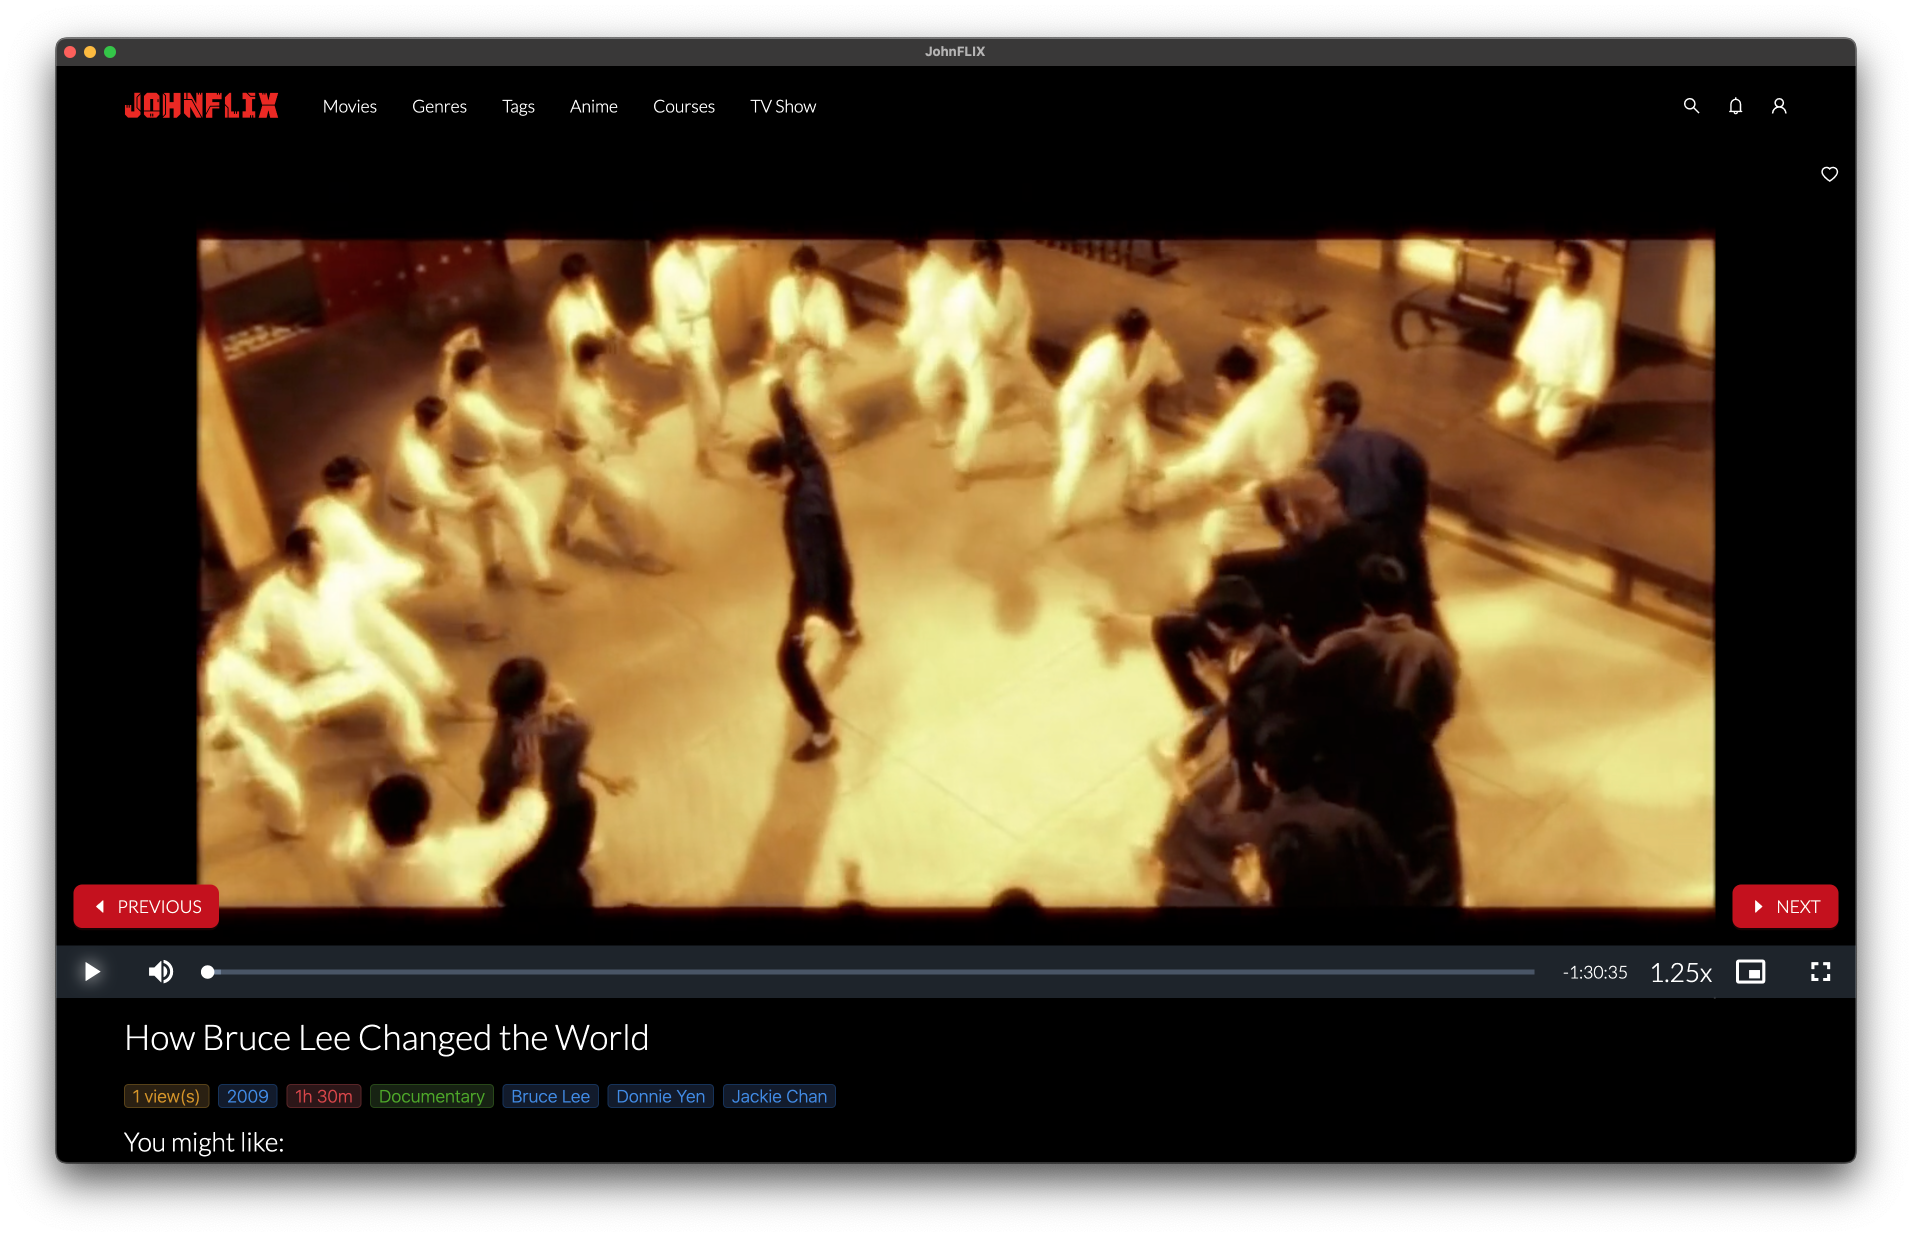 JohnFLIX
JOHNFLIX Movies Genres Tags Anime Courses TV Show
PREVIOUS NEXT
-1:30:35 1.25x
How Bruce Lee Changed the World
1 view(s) 2009 1h 30m Documentary Bruce Lee Donnie Yen Jackie Chan
You might like: